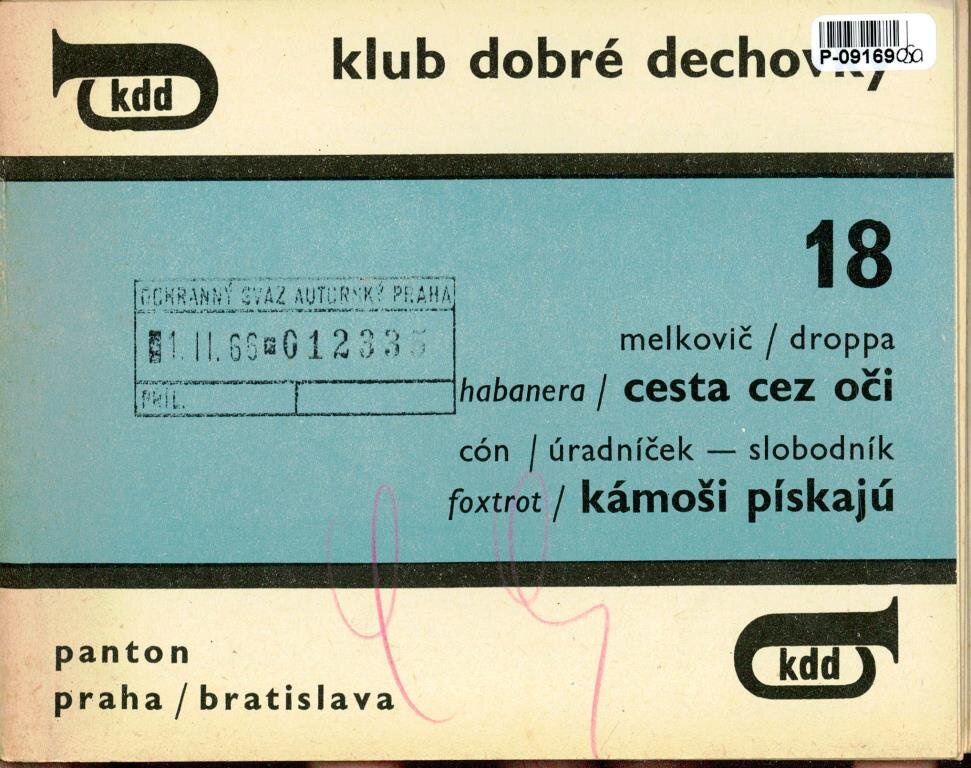 kdd
klub dobré dechovky
P-09169
18
OCHRANNÝ SVAZ AUTORSKÝ PRAHA
1.II.66 012335
PŘÍL.
melkovič / droppa
habanera / cesta cez oči
cón / úradníček — slobodník
foxtrot / kámoši pískajú
panton
praha / bratislava
kdd